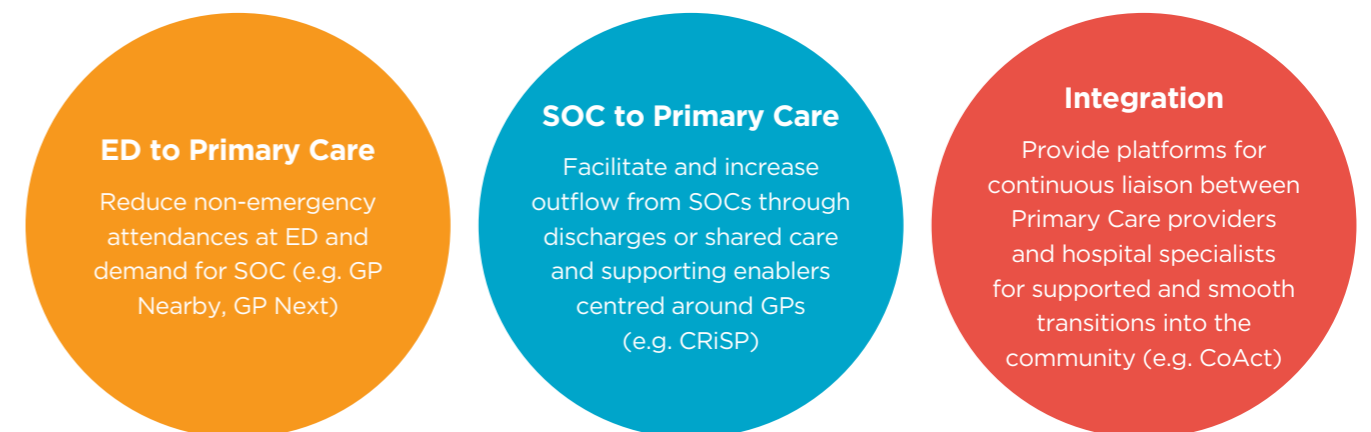 ED to Primary Care
Reduce non-emergency
attendances at ED and
demand for SOC (e.g. GP
Nearby, GP Next)
SOC to Primary Care
Facilitate and increase
outflow from SOCs through
discharges or shared care
and supporting enablers
centred around GPs
(e.g. CRiSP)
Integration
Provide platforms for
continuous liaison between
Primary Care providers
and hospital specialists
for supported and smooth
transitions into the
community (e.g. CoAct)